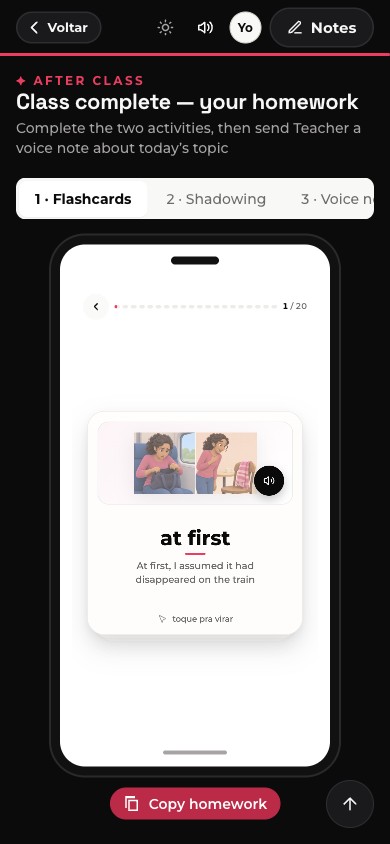 Voltar
Yo
Notes
AFTER CLASS
Class complete — your homework
Complete the two activities, then send Teacher a
voice note about today's topic
1 · Flashcards
2 · Shadowing
3 · Voice n
1 / 20
at first
At first, I assumed it had
disappeared on the train
toque pra virar
Copy homework